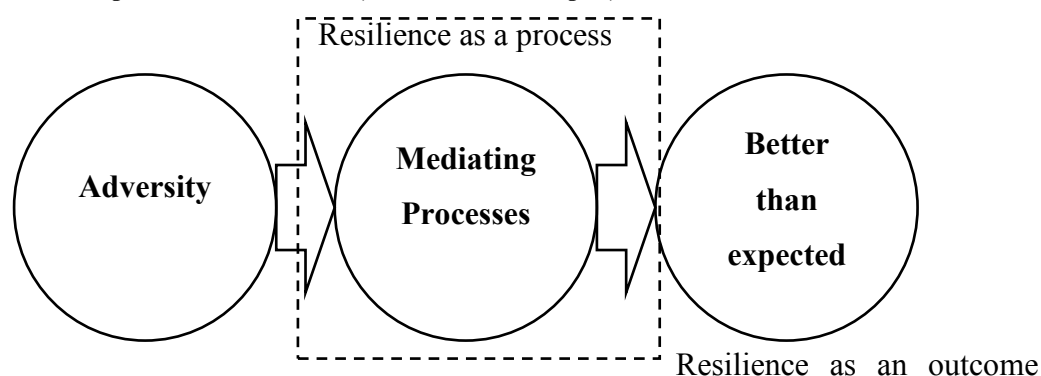 Resilience as a process
Adversity
Mediating
Processes
Better
than
expected
Resilience as an outcome